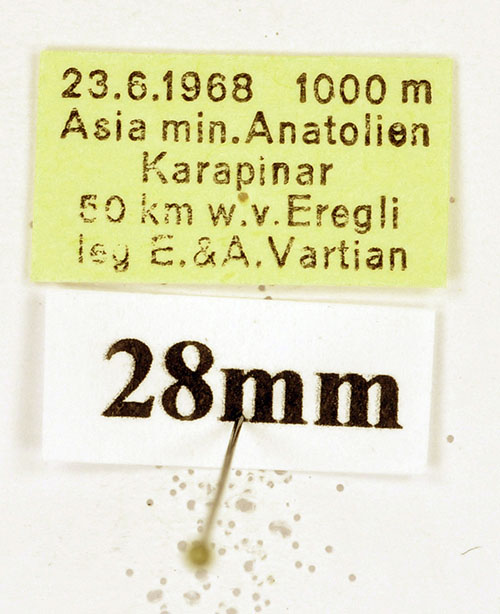 23.6.1968 1000 m
Asia min. Anatolien
Karapinar
50 km w.v. Eregli
leg E.&A. Vartian
28mm